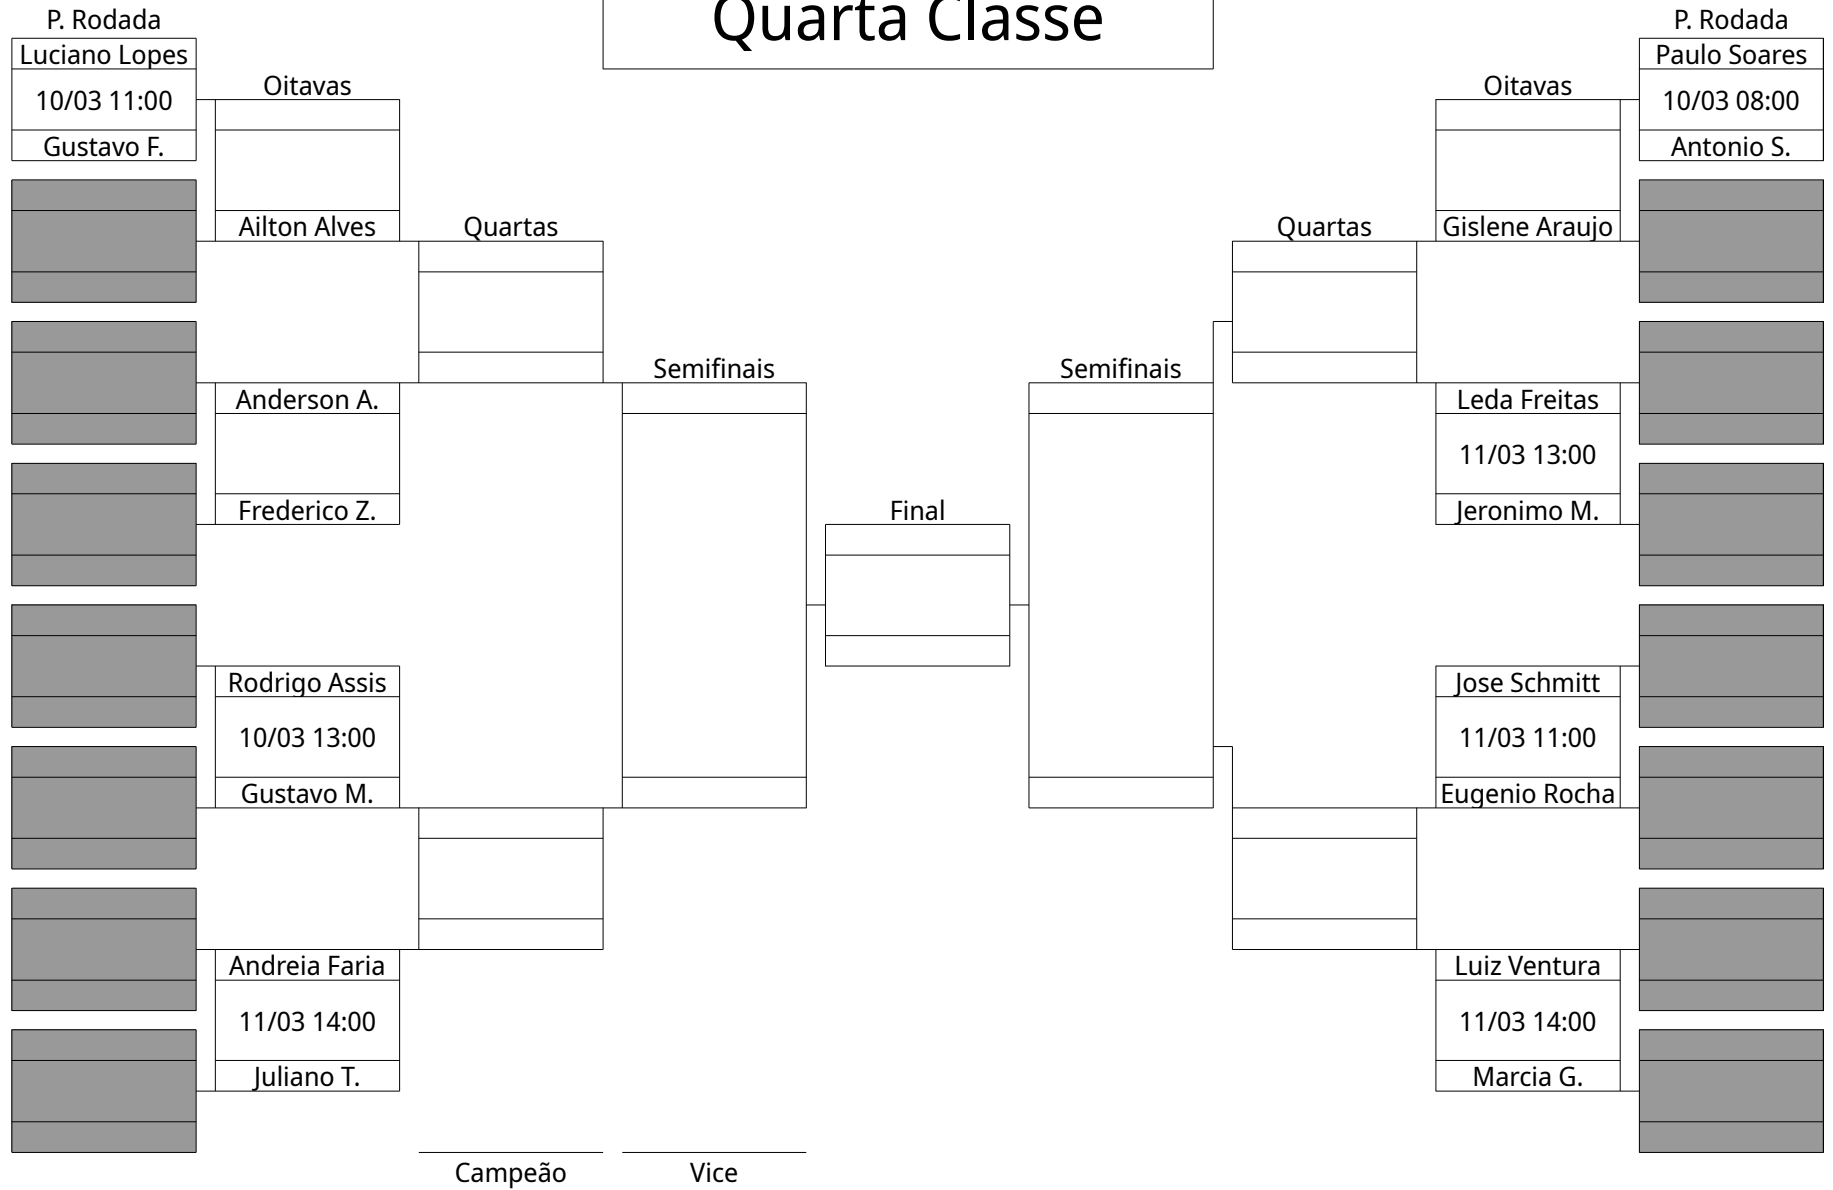 Quarta Classe
P. Rodada
P. Rodada
Luciano Lopes
10/03 11:00
Gustavo F.
Oitavas
Ailton Alves
Quartas
Anderson A.
Frederico Z.
Semifinais
Rodrigo Assis
10/03 13:00
Gustavo M.
Andreia Faria
11/03 14:00
Juliano T.
Final
Semifinais
Quartas
Oitavas
Paulo Soares
10/03 08:00
Antonio S.
Gislene Araujo
Leda Freitas
11/03 13:00
Jeronimo M.
Jose Schmitt
11/03 11:00
Eugenio Rocha
Luiz Ventura
11/03 14:00
Marcia G.
Campeão
Vice